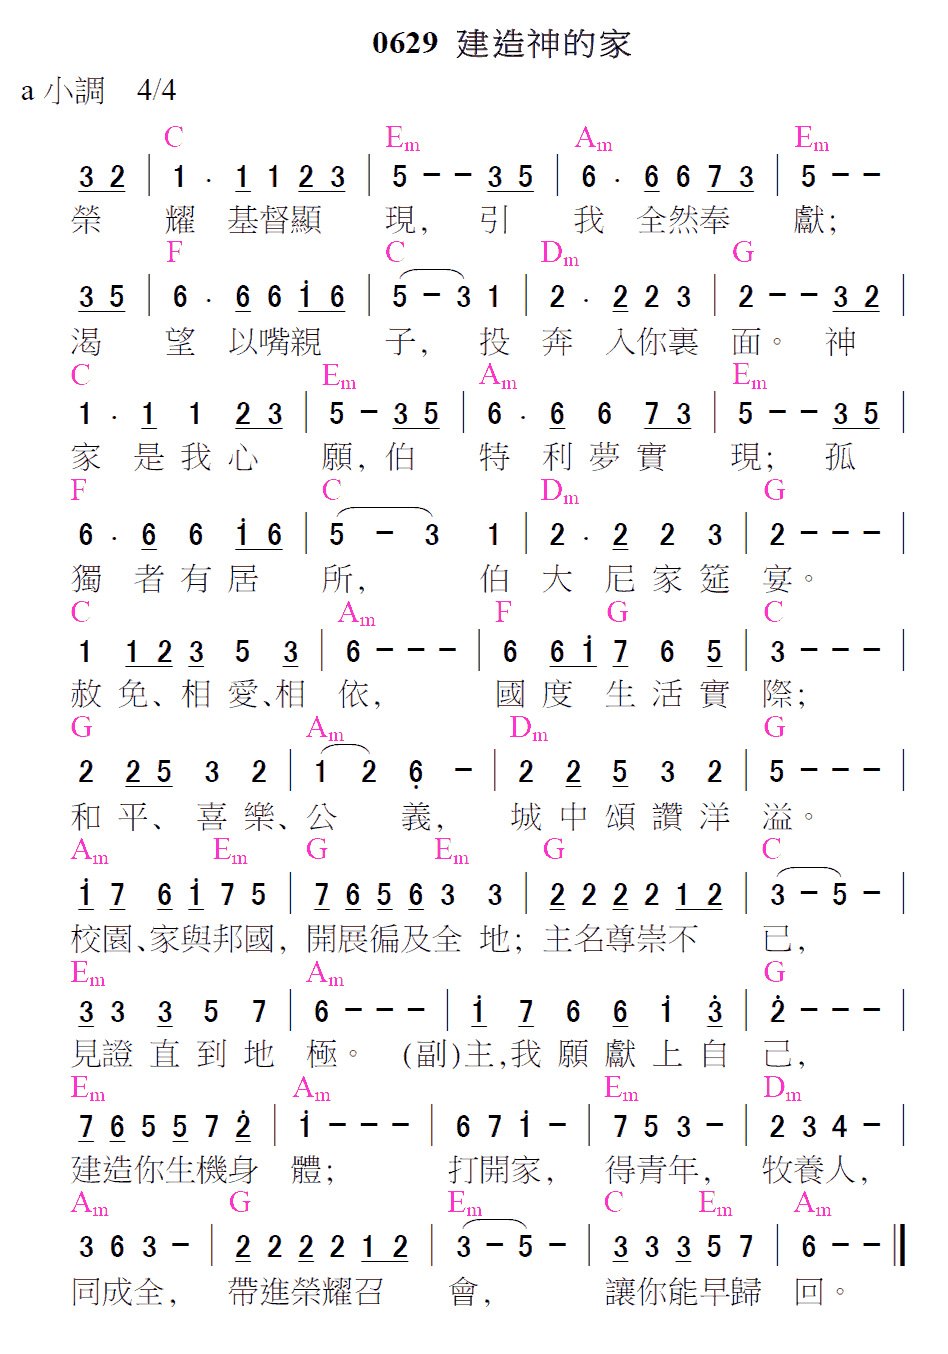 0629 建造神的家
a 小調 4/4
C Em Am Em
3 2 | 1 · 1 1 2 3 | 5 - - 3 5 | 6 · 6 6 7 3 | 5 - -
榮 耀 基督顯 現, 引 我 全然奉 獻;
F C Dm G
3 5 | 6 · 6 6 i 6 | 5 - 3 1 | 2 · 2 2 3 | 2 - - 3 2 |
渴 望 以嘴親 子, 投 奔 入你裏 面。 神
C Em Am Em
1 · 1 1 2 3 | 5 - 3 5 | 6 · 6 6 7 3 | 5 - - 3 5 |
家 是 我 心 願, 伯 特 利 夢 實 現; 孤
F C Dm G
6 · 6 6 i 6 | 5 - 3 1 | 2 · 2 2 3 | 2 - - - |
獨 者 有 居 所, 伯 大 尼 家 筵 宴。
C Am F G C
1 1 2 3 5 3 | 6 - - - | 6 6 i 7 6 5 | 3 - - - |
赦 免、相 愛、相 依, 國 度 生 活 實 際;
G Am Dm G
2 2 5 3 2 | 1 2 6̣ - | 2 2 5 3 2 | 5 - - - |
和 平、 喜 樂、公 義, 城 中 頌 讚 洋 溢。
Am Em G Em G C
i 7 6 i 7 5 | 7 6 5 6 3 3 | 2 2 2 2 1 2 | 3 - 5 - |
校園、家與邦國, 開展徧及全 地; 主名尊崇不 已,
Em Am G
3 3 3 5 7 | 6 - - - | i 7 6 6 i 3̇ | 2̇ - - - |
見證 直 到 地 極。 (副)主,我 願 獻 上 自 己,
Em Am Em Dm
7 6 5 5 7 2̇ | i - - - | 6 7 i - | 7 5 3 - | 2 3 4 - |
建造你生機身 體; 打開家, 得青年, 牧養人,
Am G Em C Em Am
3 6 3 - | 2 2 2 2 1 2 | 3 - 5 - | 3 3 3 5 7 | 6 - - ||
同成全, 帶進榮耀召 會, 讓你能早歸 回。